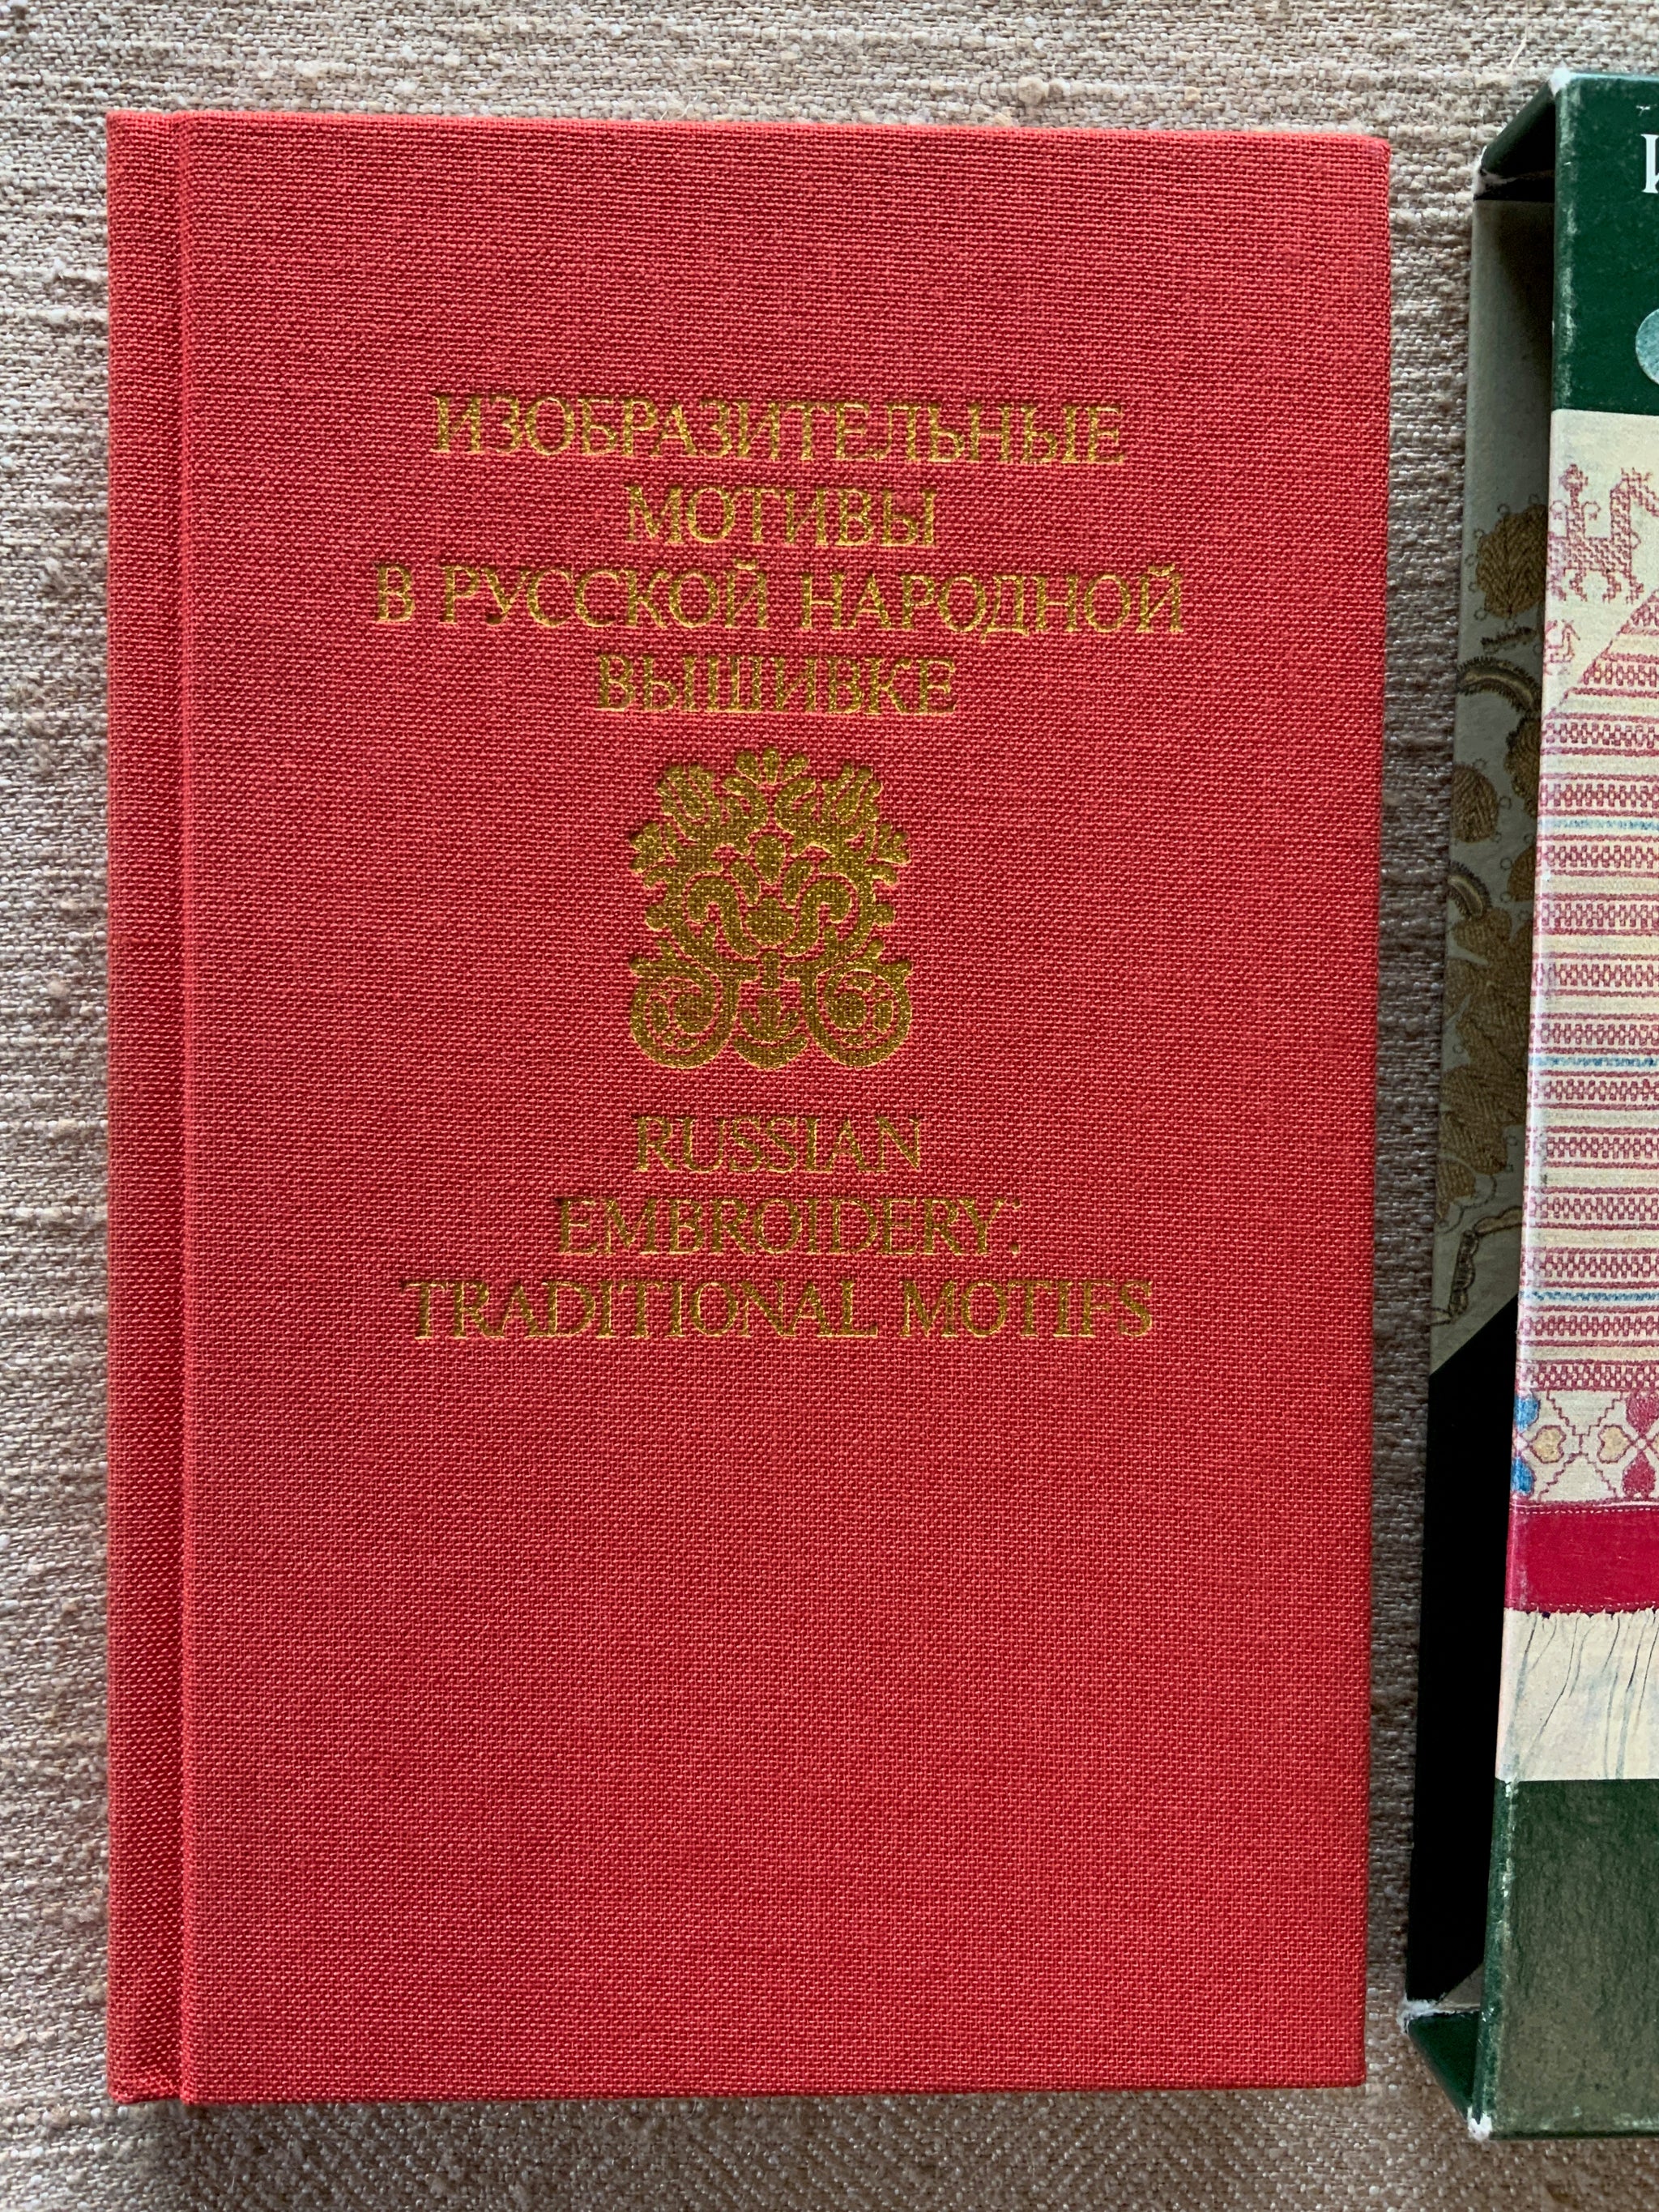 ИЗОБРАЗИТЕЛЬНЫЕ
МОТИВЫ
В РУССКОЙ НАРОДНОЙ
ВЫШИВКЕ
RUSSIAN
EMBROIDERY:
TRADITIONAL MOTIFS